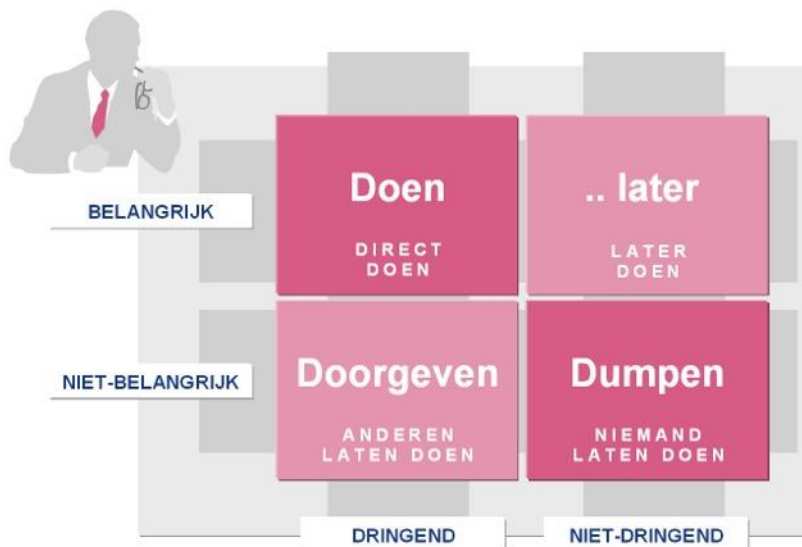 Doen
.. later
BELANGRIJK
DIRECT
DOEN
LATER
DOEN
Doorgeven
Dumpen
NIET-BELANGRIJK
ANDEREN
LATEN DOEN
NIEMAND
LATEN DOEN
DRINGEND
NIET-DRINGEND